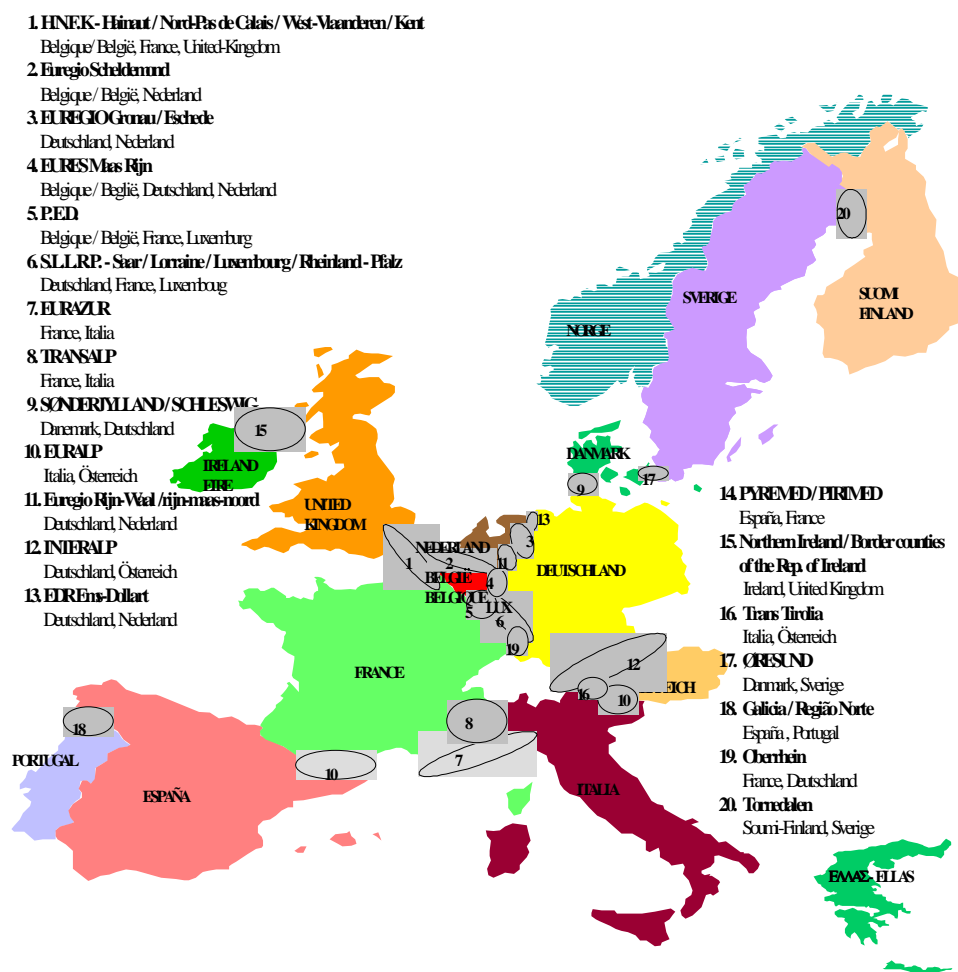 1. H.N.F.K - Hainaut / Nord-Pas de Calais / West-Vlaanderen / Kent
Belgique / België, France, United-Kingdom
2. Euregio Scheldemond
Belgique / België, Nederland
3. EUREGIO Gronau / Eschede
Deutschland, Nederland
4. EURES Maas Rijn
Belgique / Beglië, Deutschland, Nederland
5. P.E.D.
Belgique / België, France, Luxemburg
6. S.L.L.R.P. - Saar / Lorraine / Luxembourg / Rheinland - Pfalz
Deutschland, France, Luxemboug
7. EURAZUR
France, Italia
8. TRANSALP
France, Italia
9. SØNDERJYLLAND / SCHLESWIG
Danemark, Deutschland
10. EURALP
Italia, Österreich
11. Euregio Rijn-Waal /rijn-maas-noord
Deutschland, Nederland
12. INTERALP
Deutschland, Österreich
13. EDR Ems-Dollart
Deutschland, Nederland
20
SVERIGE
SUOMI
FINLAND
NORGE
15
IRELAND
EIRE
DANMARK
17
9
UNITED
KINGDOM
13
3
NEDERLAND
1
2
11
DEUTSCHLAND
BELGIË
4
BELGIQUE
LUX
5
6
19
FRANCE
12
16
10
EICH
18
8
PORTUGAL
7
10
ESPAÑA
ITALIA
ΕΛΛΑΣ - ELLAS
14. PYREMED / PIRIMED
España, France
15. Northern Ireland / Border counties
of the Rep. of Ireland
Ireland, United Kingdom
16. Trans Tirolia
Italia, Österreich
17. ØRESUND
Danmark, Sverige
18. Galicia / Região Norte
España , Portugal
19. Oberrhein
France, Deutschland
20. Tornedalen
Soumi-Finland, Sverige